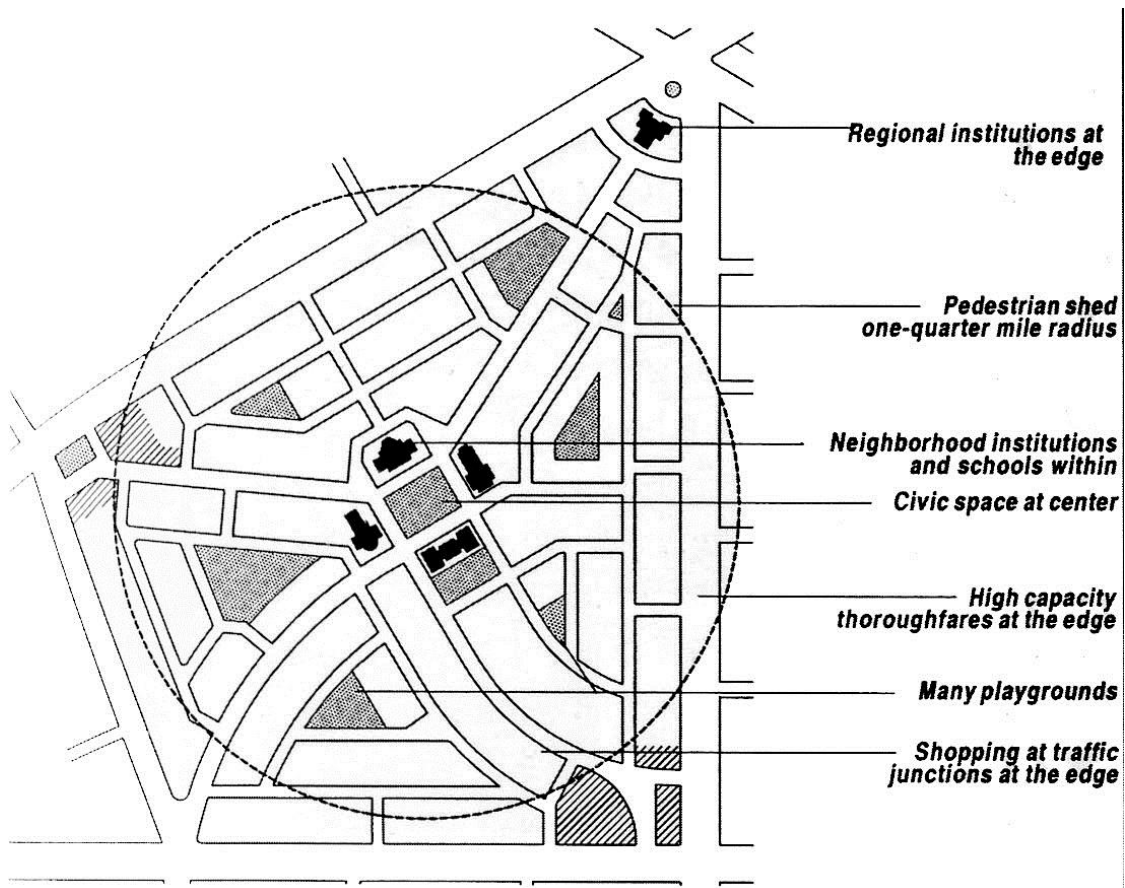 Regional institutions at
the edge
Pedestrian shed
one-quarter mile radius
Neighborhood institutions
and schools within
Civic space at center
High capacity
thoroughfares at the edge
Many playgrounds
Shopping at traffic
junctions at the edge